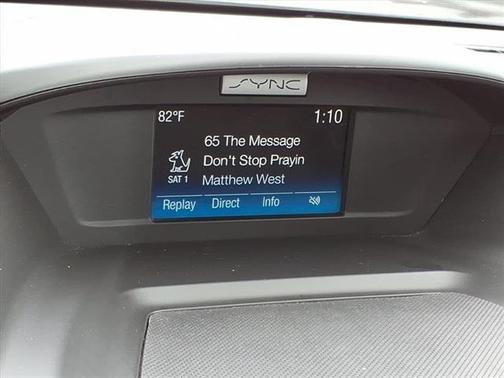 SYNC
82°F 1:10
65 The Message
Don't Stop Prayin
SAT 1 Matthew West
Replay Direct Info